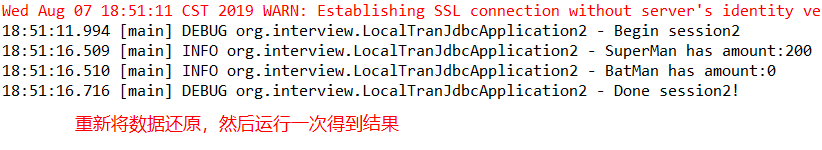 Wed Aug 07 18:51:11 CST 2019 WARN: Establishing SSL connection without server's identity ve
18:51:11.994 [main] DEBUG org.interview.LocalTranJdbcApplication2 - Begin session2
18:51:16.509 [main] INFO org.interview.LocalTranJdbcApplication2 - SuperMan has amount:200
18:51:16.510 [main] INFO org.interview.LocalTranJdbcApplication2 - BatMan has amount:0
18:51:16.716 [main] DEBUG org.interview.LocalTranJdbcApplication2 - Done session2!
重新将数据还原，然后运行一次得到结果